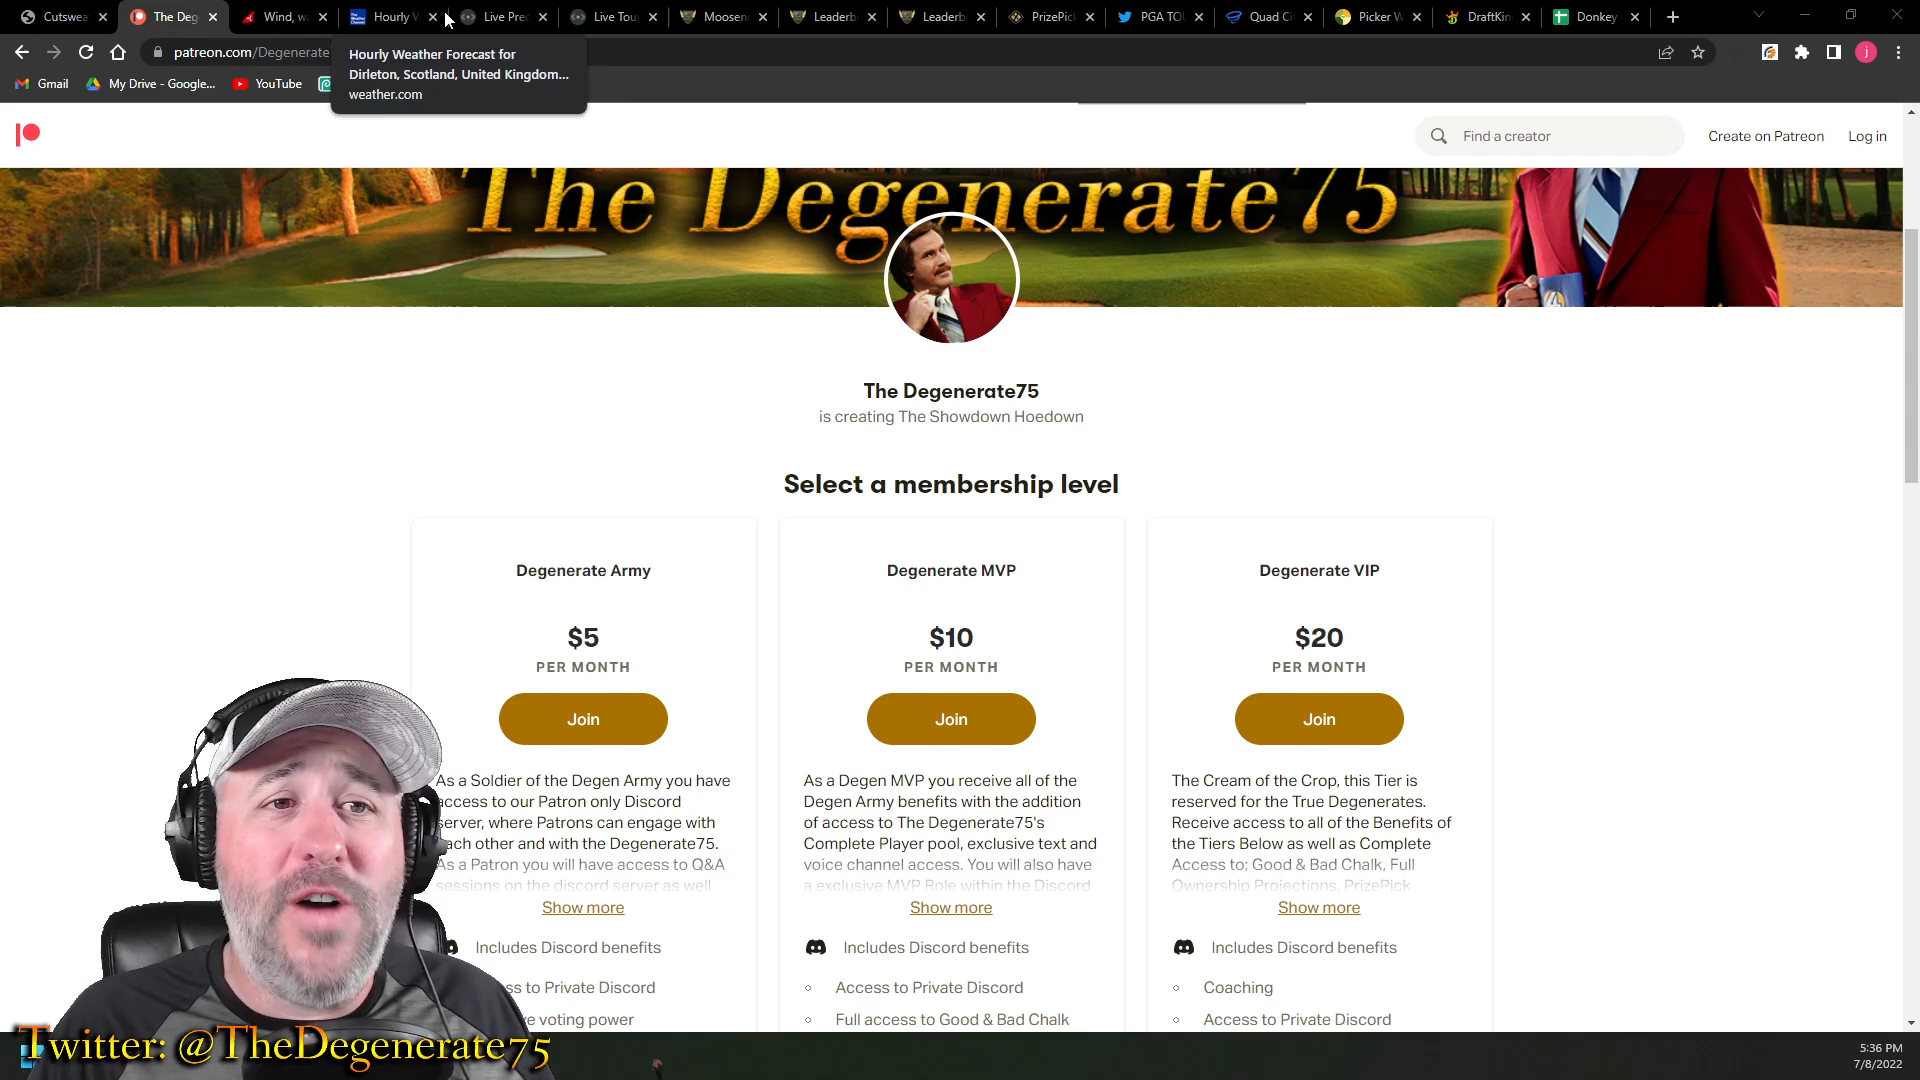 Cutswea
The Deg
Wind, w
Hourly W
Live Prec
Live Tou
Moosen
Leaderb
Leaderb
PrizePick
PGA TO
Quad Ci
Picker W
DraftKin
Donkey
patreon.com/Degenerate
Gmail
My Drive - Google...
YouTube
Hourly Weather Forecast for
Dirleton, Scotland, United Kingdom...
weather.com
Find a creator
Create on Patreon
Log in
The Degenerate75
The Degenerate75
is creating The Showdown Hoedown
Select a membership level
Degenerate Army
$5
PER MONTH
Join
As a Soldier of the Degen Army you have
access to our Patron only Discord
server, where Patrons can engage with
each other and with the Degenerate75.
As a Patron you will have access to Q&A
sessions on the discord server as well
Show more
Includes Discord benefits
ss to Private Discord
ve voting power
Degenerate MVP
$10
PER MONTH
Join
As a Degen MVP you receive all of the
Degen Army benefits with the addition
of access to The Degenerate75's
Complete Player pool, exclusive text and
voice channel access. You will also have
a exclusive MVP Role within the Discord
Show more
Includes Discord benefits
Access to Private Discord
Full access to Good & Bad Chalk
Degenerate VIP
$20
PER MONTH
Join
The Cream of the Crop, this Tier is
reserved for the True Degenerates.
Receive access to all of the Benefits of
the Tiers Below as well as Complete
Access to; Good & Bad Chalk, Full
Ownership Projections, PrizePick
Show more
Includes Discord benefits
Coaching
Access to Private Discord
Twitter: @TheDegenerate75
5:36 PM
7/8/2022